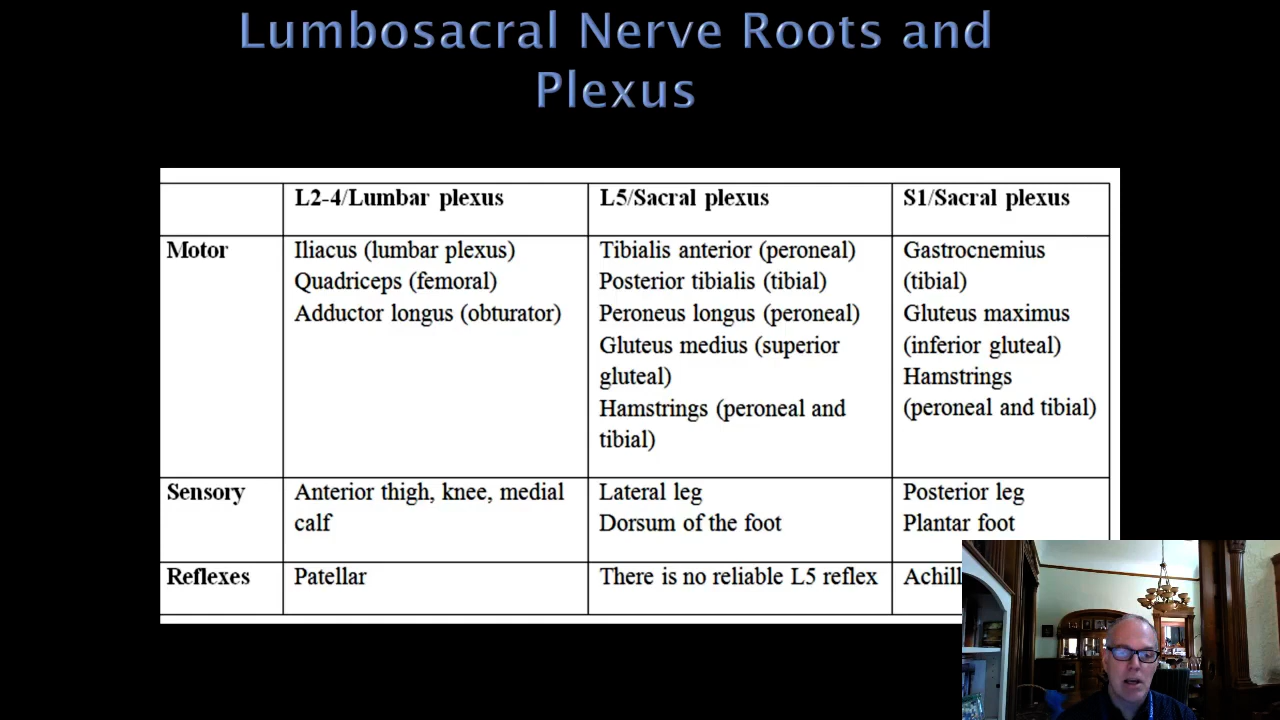 Lumbosacral Nerve Roots and
Plexus
L2-4/Lumbar plexus
L5/Sacral plexus
S1/Sacral plexus
Motor
Iliacus (lumbar plexus)
Quadriceps (femoral)
Adductor longus (obturator)
Tibialis anterior (peroneal)
Posterior tibialis (tibial)
Peroneus longus (peroneal)
Gluteus medius (superior
gluteal)
Hamstrings (peroneal and
tibial)
Gastrocnemius
(tibial)
Gluteus maximus
(inferior gluteal)
Hamstrings
(peroneal and tibial)
Sensory
Anterior thigh, knee, medial
calf
Lateral leg
Dorsum of the foot
Posterior leg
Plantar foot
Reflexes
Patellar
There is no reliable L5 reflex